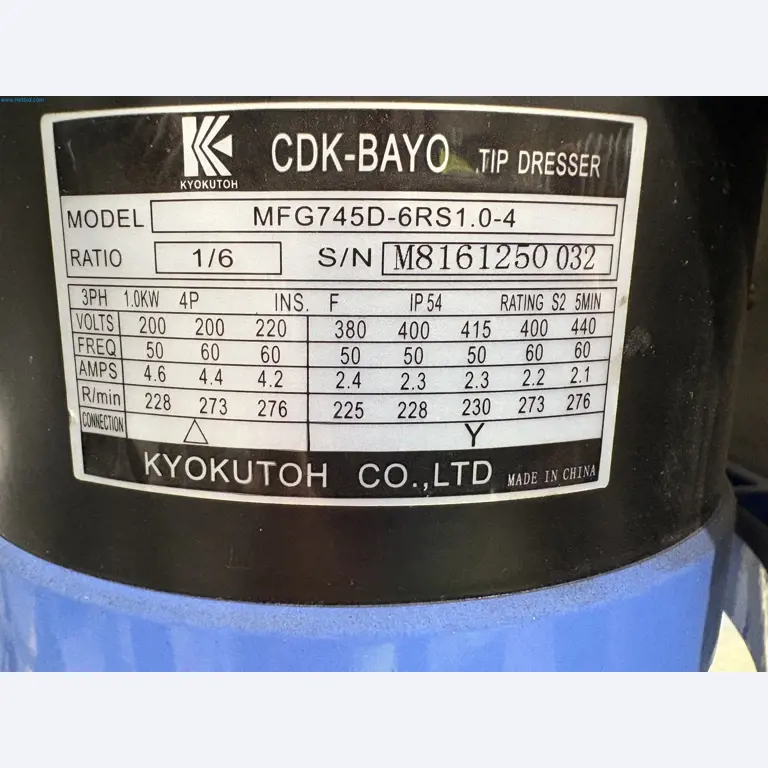 www.Netbid.com
KYOKUTOH CDK-BAYO TIP DRESSER
MODEL MFG745D-6RS1.0-4
RATIO 1/6 S/N M8161250 032
3PH 1.0KW 4P INS. F IP54 RATING S2 5MIN
VOLTS 200 200 220 380 400 415 400 440
FREQ 50 60 60 50 50 50 60 60
AMPS 4.6 4.4 4.2 2.4 2.3 2.3 2.2 2.1
R/min 228 273 276 225 228 230 273 276
CONNECTION △ Y
KYOKUTOH CO.,LTD MADE IN CHINA